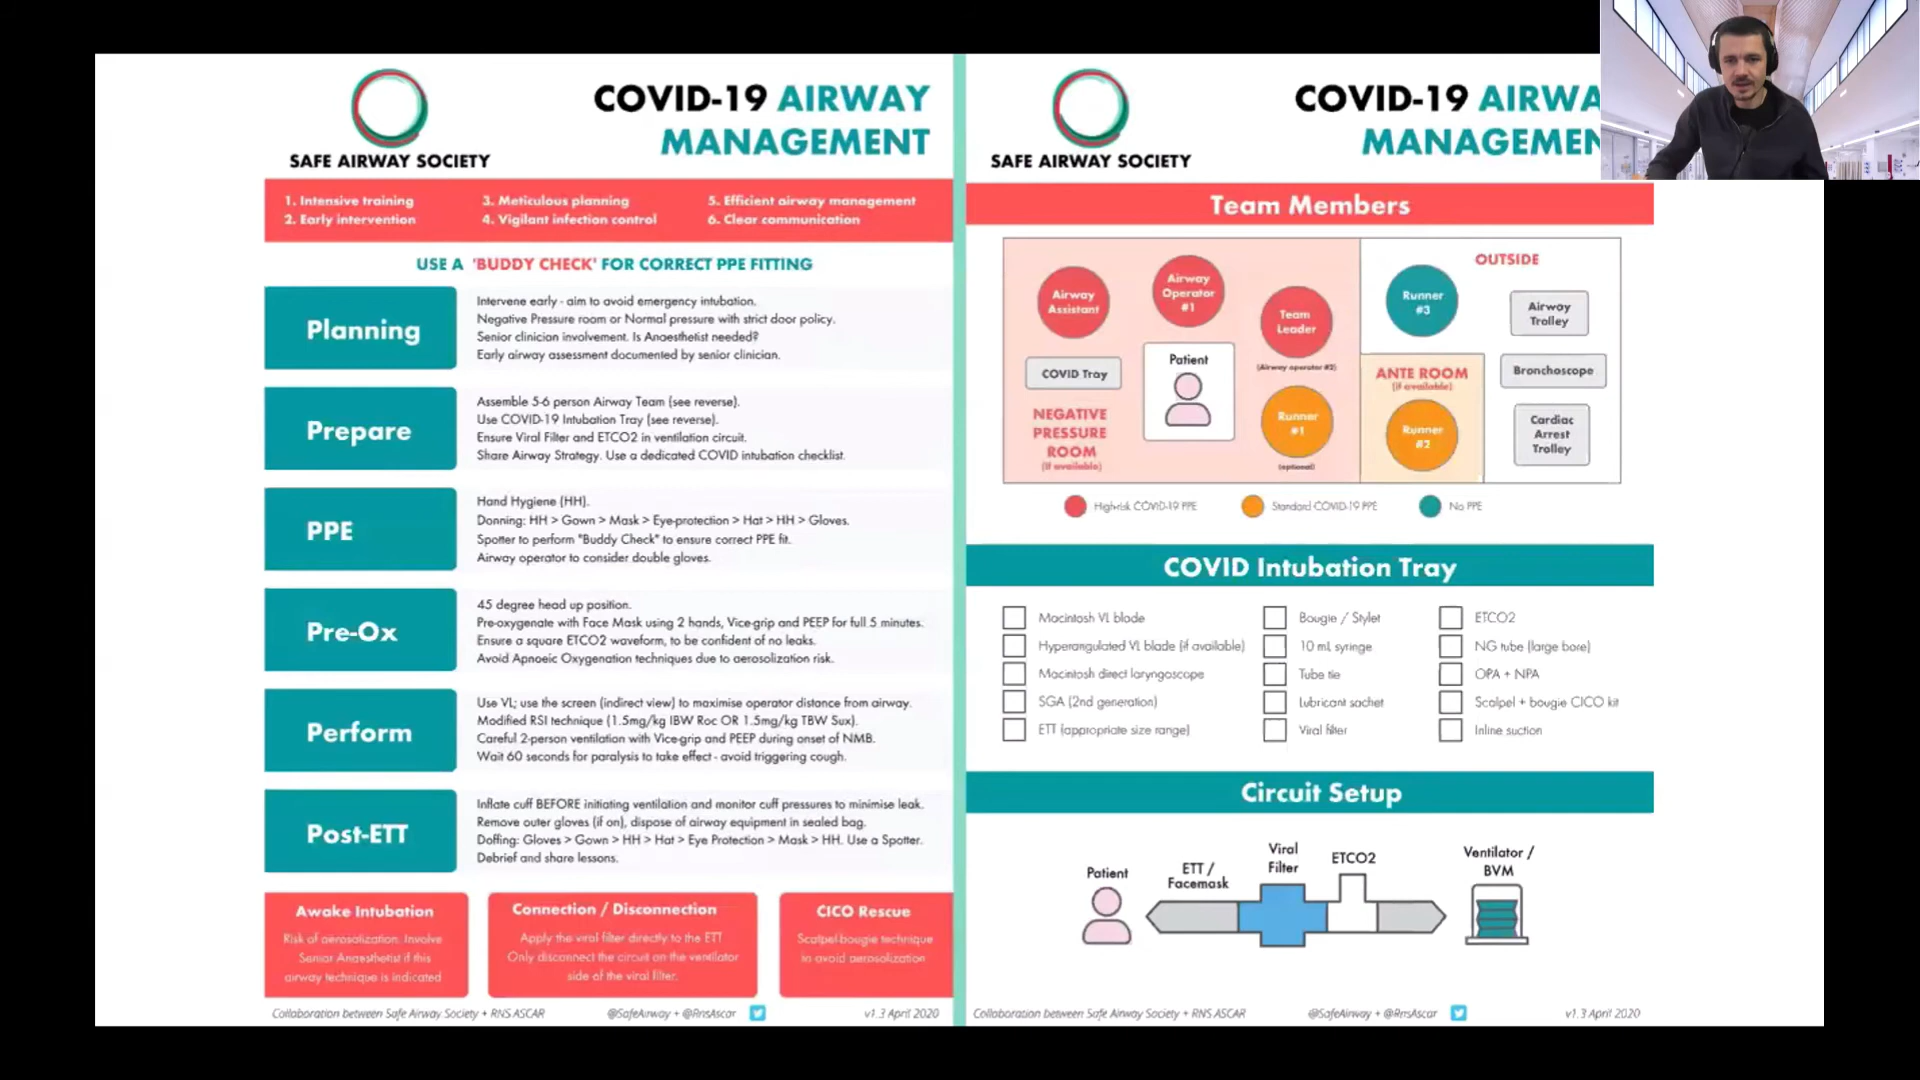 SAFE AIRWAY SOCIETY
COVID-19 AIRWAY
MANAGEMENT
1. Intensive training
2. Early intervention
3. Meticulous planning
4. Vigilant infection control
5. Efficient airway management
6. Clear communication
USE A 'BUDDY CHECK' FOR CORRECT PPE FITTING
Planning
Intervene early - aim to avoid emergency intubation.
Negative Pressure room or Normal pressure with strict door policy.
Senior clinician involvement. Is Anaesthetist needed?
Early airway assessment documented by senior clinician.
Prepare
Assemble 5-6 person Airway Team (see reverse).
Use COVID-19 Intubation Tray (see reverse).
Ensure Viral Filter and ETCO2 in ventilation circuit.
Share Airway Strategy. Use a dedicated COVID intubation checklist.
PPE
Hand Hygiene (HH).
Donning: HH > Gown > Mask > Eye-protection > Hat > HH > Gloves.
Spotter to perform "Buddy Check" to ensure correct PPE fit.
Airway operator to consider double gloves.
Pre-Ox
45 degree head up position.
Pre-oxygenate with Face Mask using 2 hands, Vice-grip and PEEP for full 5 minutes.
Ensure a square ETCO2 waveform, to be confident of no leaks.
Avoid Apnoeic Oxygenation techniques due to aerosolization risk.
Perform
Use VL; use the screen (indirect view) to maximise operator distance from airway.
Modified RSI technique (1.5mg/kg IBW Roc OR 1.5mg/kg TBW Sux).
Careful 2-person ventilation with Vice-grip and PEEP during onset of NMB.
Wait 60 seconds for paralysis to take effect - avoid triggering cough.
Post-ETT
Inflate cuff BEFORE initiating ventilation and monitor cuff pressures to minimise leak.
Remove outer gloves (if on), dispose of airway equipment in sealed bag.
Doffing: Gloves > Gown > HH > Hat > Eye Protection > Mask > HH. Use a Spotter.
Debrief and share lessons.
Awake Intubation
Risk of aerosolization. Involve
Senior Anaesthetist if this
airway technique is indicated
Connection / Disconnection
Apply the viral filter directly to the ETT
Only disconnect the circuit on the ventilator
side of the viral filter.
CICO Rescue
Scalpel-bougie technique
to avoid aerosolization
Collaboration between Safe Airway Society + RNS ASCAR
@SafeAirway + @RnsAscar
v1.3 April 2020
SAFE AIRWAY SOCIETY
COVID-19 AIRWA
MANAGEMEN
Team Members
Airway
Assistant
Airway
Operator
#1
Team
Leader
(Airway operator #2)
COVID Tray
Patient
NEGATIVE
PRESSURE
ROOM
(if available)
Runner
#1
(optional)
OUTSIDE
Runner
#3
Airway
Trolley
ANTE ROOM
(if available)
Runner
#2
Bronchoscope
Cardiac
Arrest
Trolley
High-risk COVID-19 PPE
Standard COVID-19 PPE
No PPE
COVID Intubation Tray
Macintosh VL blade
Hyperangulated VL blade (if available)
Macintosh direct laryngoscope
SGA (2nd generation)
ETT (appropriate size range)
Bougie / Stylet
10 mL syringe
Tube tie
Lubricant sachet
Viral filter
ETCO2
NG tube (large bore)
OPA + NPA
Scalpel + bougie CICO kit
Inline suction
Circuit Setup
Patient
ETT /
Facemask
Viral
Filter
ETCO2
Ventilator /
BVM
Collaboration between Safe Airway Society + RNS ASCAR
@SafeAirway + @RnsAscar
v1.3 April 2020